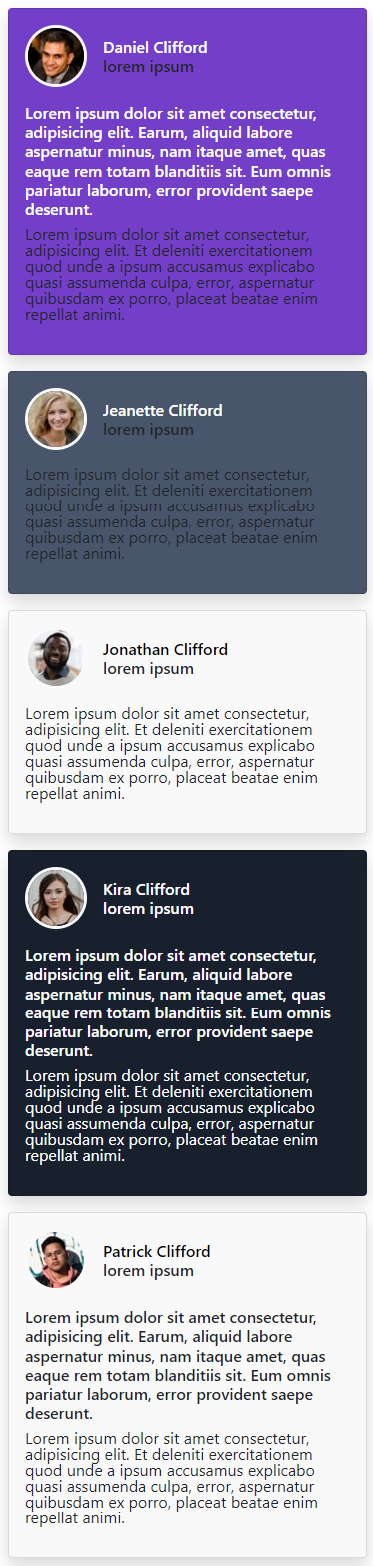 Daniel Clifford
lorem ipsum
Lorem ipsum dolor sit amet consectetur,
adipisicing elit. Earum, aliquid labore
aspernatur minus, nam itaque amet, quas
eaque rem totam blanditiis sit. Eum omnis
pariatur laborum, error provident saepe
deserunt.
Lorem ipsum dolor sit amet consectetur,
adipisicing elit. Et deleniti exercitationem
quod unde a ipsum accusamus explicabo
quasi assumenda culpa, error, aspernatur
quibusdam ex porro, placeat beatae enim
repellat animi.
Jeanette Clifford
lorem ipsum
Lorem ipsum dolor sit amet consectetur,
adipisicing elit. Et deleniti exercitationem
quod unde a ipsum accusamus explicabo
quasi assumenda culpa, error, aspernatur
quibusdam ex porro, placeat beatae enim
repellat animi.
Jonathan Clifford
lorem ipsum
Lorem ipsum dolor sit amet consectetur,
adipisicing elit. Et deleniti exercitationem
quod unde a ipsum accusamus explicabo
quasi assumenda culpa, error, aspernatur
quibusdam ex porro, placeat beatae enim
repellat animi.
Kira Clifford
lorem ipsum
Lorem ipsum dolor sit amet consectetur,
adipisicing elit. Earum, aliquid labore
aspernatur minus, nam itaque amet, quas
eaque rem totam blanditiis sit. Eum omnis
pariatur laborum, error provident saepe
deserunt.
Lorem ipsum dolor sit amet consectetur,
adipisicing elit. Et deleniti exercitationem
quod unde a ipsum accusamus explicabo
quasi assumenda culpa, error, aspernatur
quibusdam ex porro, placeat beatae enim
repellat animi.
Patrick Clifford
lorem ipsum
Lorem ipsum dolor sit amet consectetur,
adipisicing elit. Earum, aliquid labore
aspernatur minus, nam itaque amet, quas
eaque rem totam blanditiis sit. Eum omnis
pariatur laborum, error provident saepe
deserunt.
Lorem ipsum dolor sit amet consectetur,
adipisicing elit. Et deleniti exercitationem
quod unde a ipsum accusamus explicabo
quasi assumenda culpa, error, aspernatur
quibusdam ex porro, placeat beatae enim
repellat animi.